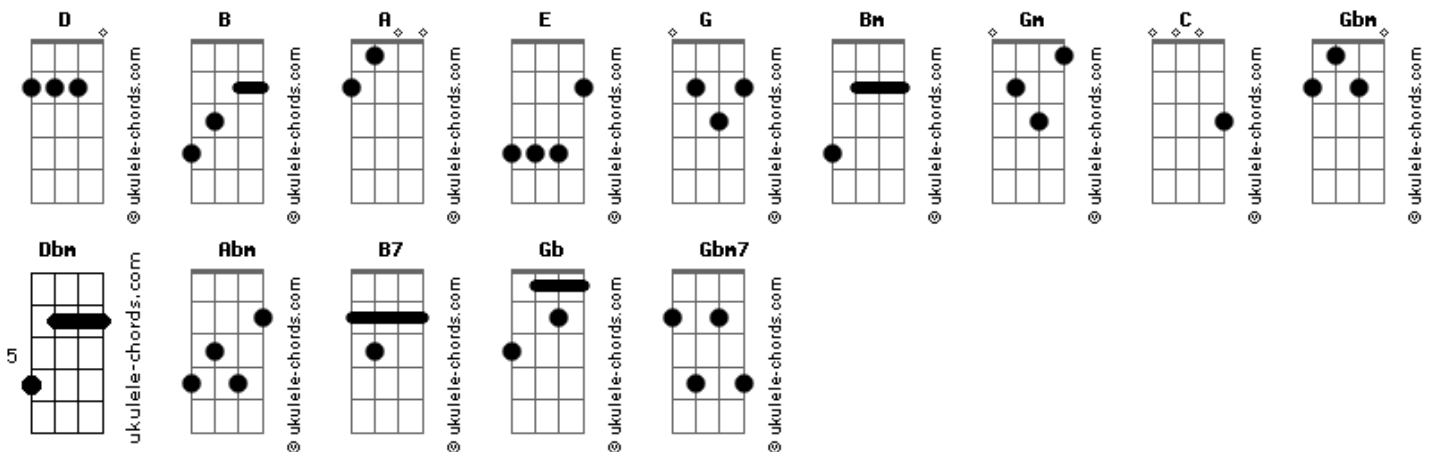 D B A E G Bm Gm C Gbm
© ukulele-chords.com © ukulele-chords.com © ukulele-chords.com © ukulele-chords.com © ukulele-chords.com © ukulele-chords.com © ukulele-chords.com © ukulele-chords.com © ukulele-chords.com
Dbm Abm B7 Gb Gbm7
5
ukulele-chords.com © ukulele-chords.com © ukulele-chords.com © ukulele-chords.com © ukulele-chords.com